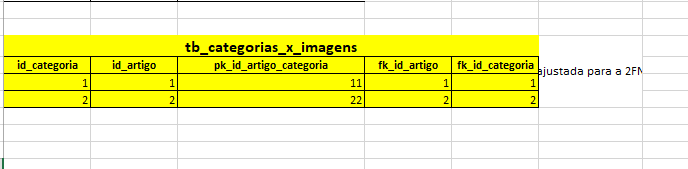 tb_categorias_x_imagens
id_categoria id_artigo pk_id_artigo_categoria fk_id_artigo fk_id_categoria
ajustada para a 2FN
1 1 11 1 1
2 2 22 2 2